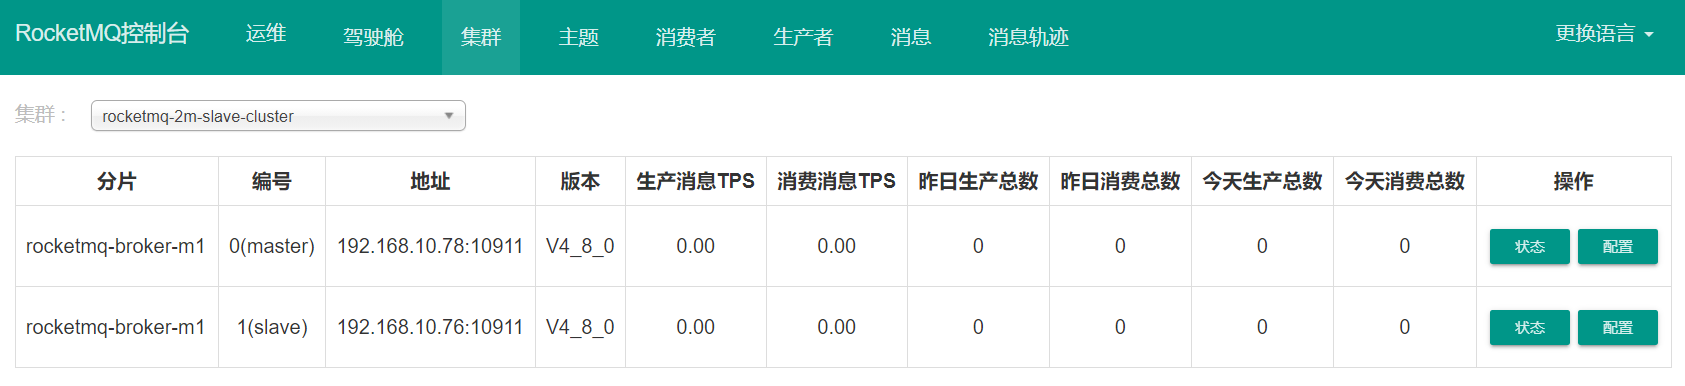 RocketMQ控制台 运维 驾驶舱 集群 主题 消费者 生产者 消息 消息轨迹 更换语言
集群： rocketmq-2m-slave-cluster
分片 编号 地址 版本 生产消息TPS 消费消息TPS 昨日生产总数 昨日消费总数 今天生产总数 今天消费总数 操作
rocketmq-broker-m1 0(master) 192.168.10.78:10911 V4_8_0 0.00 0.00 0 0 0 0 状态 配置
rocketmq-broker-m1 1(slave) 192.168.10.76:10911 V4_8_0 0.00 0.00 0 0 0 0 状态 配置